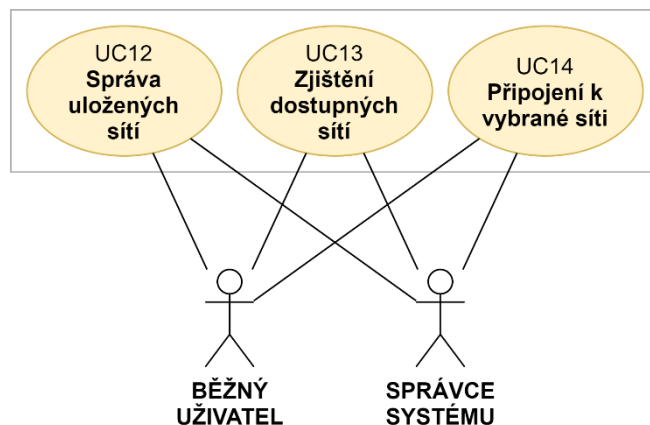 UC12
Správa
uložených
sítí
UC13
Zjištění
dostupných
sítí
UC14
Připojení k
vybrané síti
BĚŽNÝ
UŽIVATEL
SPRÁVCE
SYSTÉMU